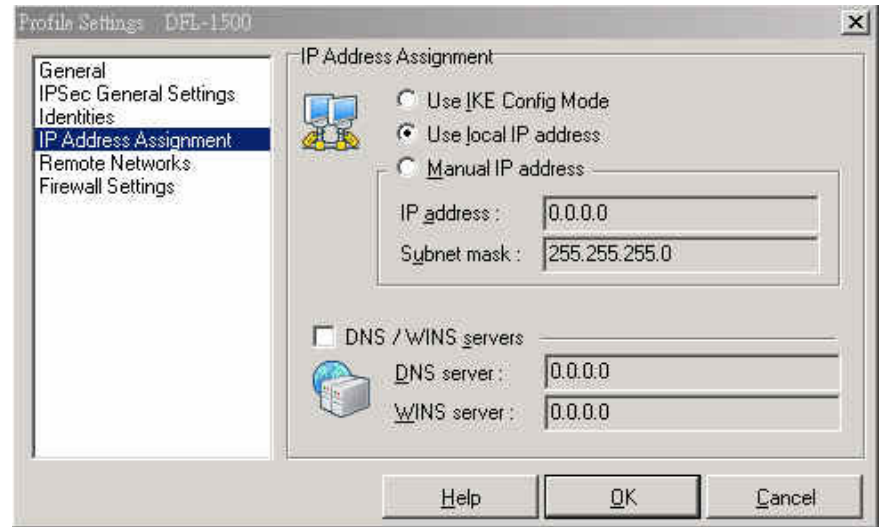 Profile Settings DFL-1500
General
IPSec General Settings
Identities
IP Address Assignment
Remote Networks
Firewall Settings
IP Address Assignment
Use IKE Config Mode
Use local IP address
Manual IP address
IP address : 0.0.0.0
Subnet mask : 255.255.255.0
DNS / WINS servers
DNS server : 0.0.0.0
WINS server : 0.0.0.0
Help OK Cancel